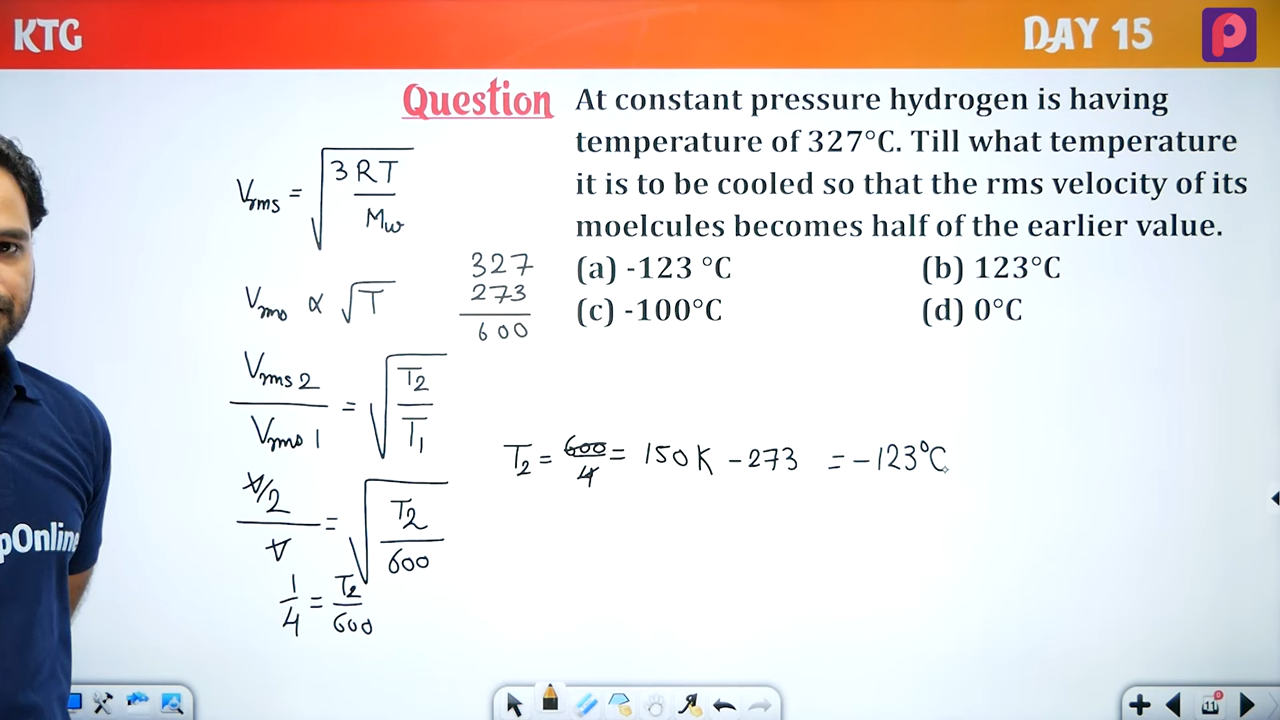 KTG
DAY 15
Question
At constant pressure hydrogen is having
temperature of 327°C. Till what temperature
it is to be cooled so that the rms velocity of its
moelcules becomes half of the earlier value.
(a) -123 °C (b) 123°C
(c) -100°C (d) 0°C
Vrms = √(3RT/Mw)
Vrms ∝ √T
327
273
600
Vrms2/Vrms1 = √(T2/T1)
V/2/V = √(T2/600)
1/4 = T2/600
T2 = 600/4 = 150K - 273 = -123°C
pOnline
11